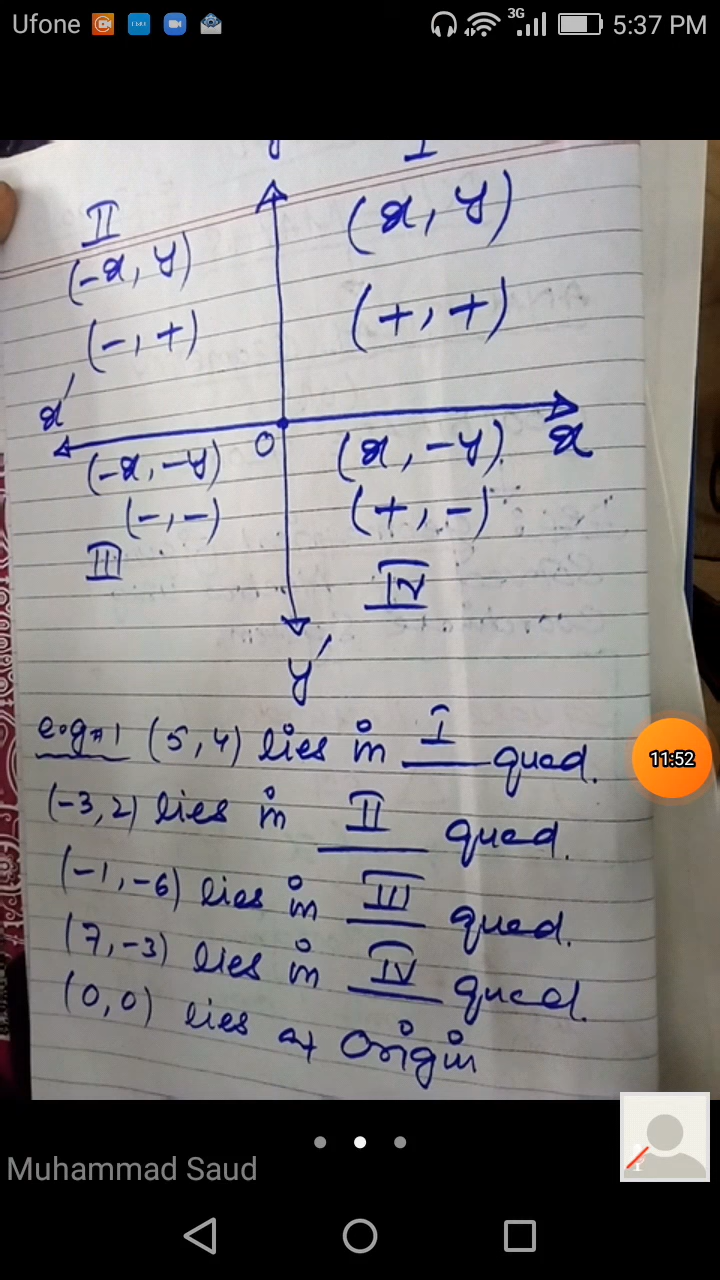 Ufone 3G 5:37 PM
I
II
(x, y)
(-x, y)
(+, +)
(-, +)
x'
O
x
(-x, -y)
(x, -y)
(-, -)
(+, -)
III
IV
y'
e.g#1 (5, 4) lies in I quad.
11:52
(-3, 2) lies in II quad.
(-1, -6) lies in III quad.
(7, -3) lies in IV quad.
(0, 0) lies at Origin
Muhammad Saud